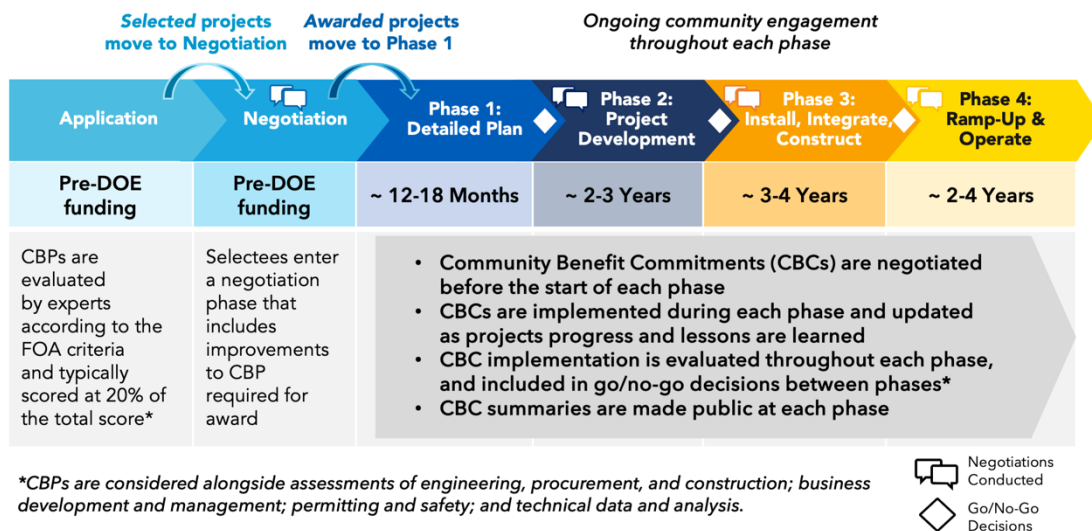 Selected projects
move to Negotiation
Awarded projects
move to Phase 1
Ongoing community engagement
throughout each phase
Application
Negotiation
Phase 1:
Detailed Plan
Phase 2:
Project
Development
Phase 3:
Install, Integrate,
Construct
Phase 4:
Ramp-Up &
Operate
Pre-DOE
funding
Pre-DOE
funding
~ 12-18 Months
~ 2-3 Years
~ 3-4 Years
~ 2-4 Years
CBPs are
evaluated
by experts
according to the
FOA criteria
and typically
scored at 20% of
the total score*
Selectees enter
a negotiation
phase that
includes
improvements
to CBP
required for
award
• Community Benefit Commitments (CBCs) are negotiated
before the start of each phase
• CBCs are implemented during each phase and updated
as projects progress and lessons are learned
• CBC implementation is evaluated throughout each phase,
and included in go/no-go decisions between phases*
• CBC summaries are made public at each phase
*CBPs are considered alongside assessments of engineering, procurement, and construction; business
development and management; permitting and safety; and technical data and analysis.
Negotiations
Conducted
Go/No-Go
Decisions